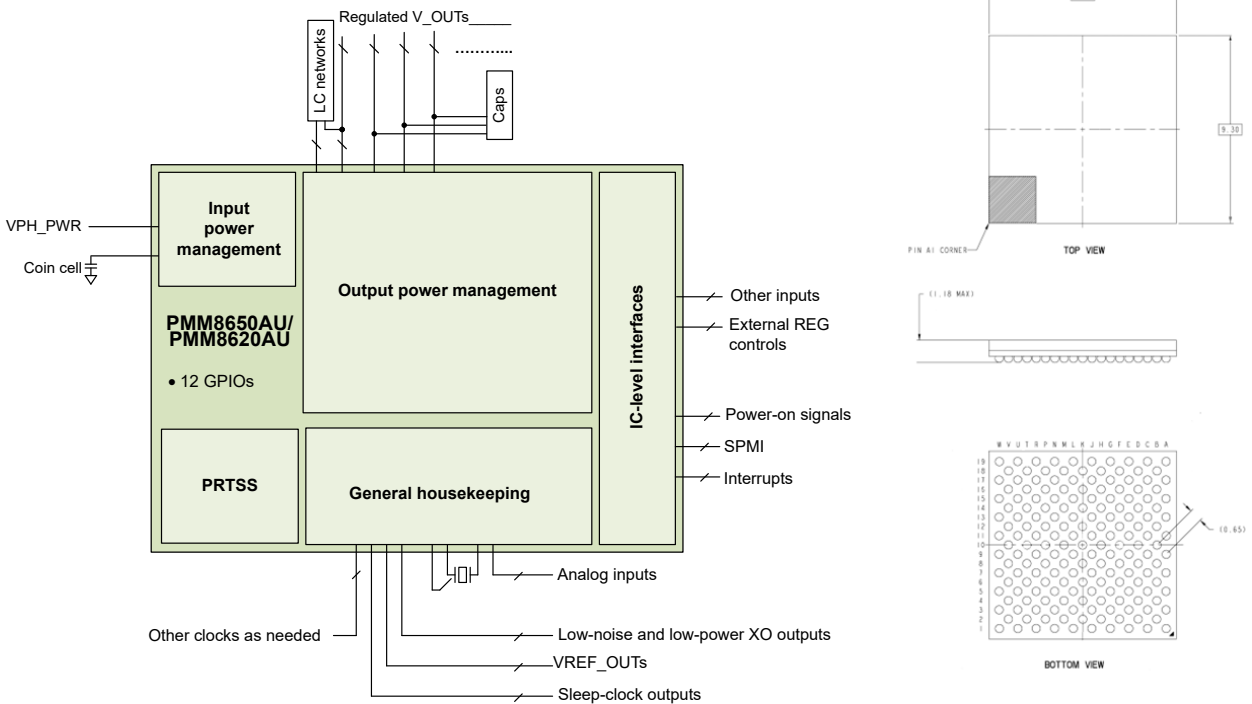 Regulated V_OUTs_____
LC networks
............
Caps
Input
power
management
VPH_PWR
Coin cell
Output power management
IC-level interfaces
PMM8650AU/
PMM8620AU
• 12 GPIOs
PRTSS
General housekeeping
Other inputs
External REG
controls
Power-on signals
SPMI
Interrupts
Analog inputs
Other clocks as needed
Low-noise and low-power XO outputs
VREF_OUTs
Sleep-clock outputs
9.30
PIN A1 CORNER
TOP VIEW
(1.18 MAX)
W V U T R P N M L K J H G F E D C B A
19
18
17
16
15
14
13
12
11
10
9
8
7
6
5
4
3
2
1
(0.65)
BOTTOM VIEW